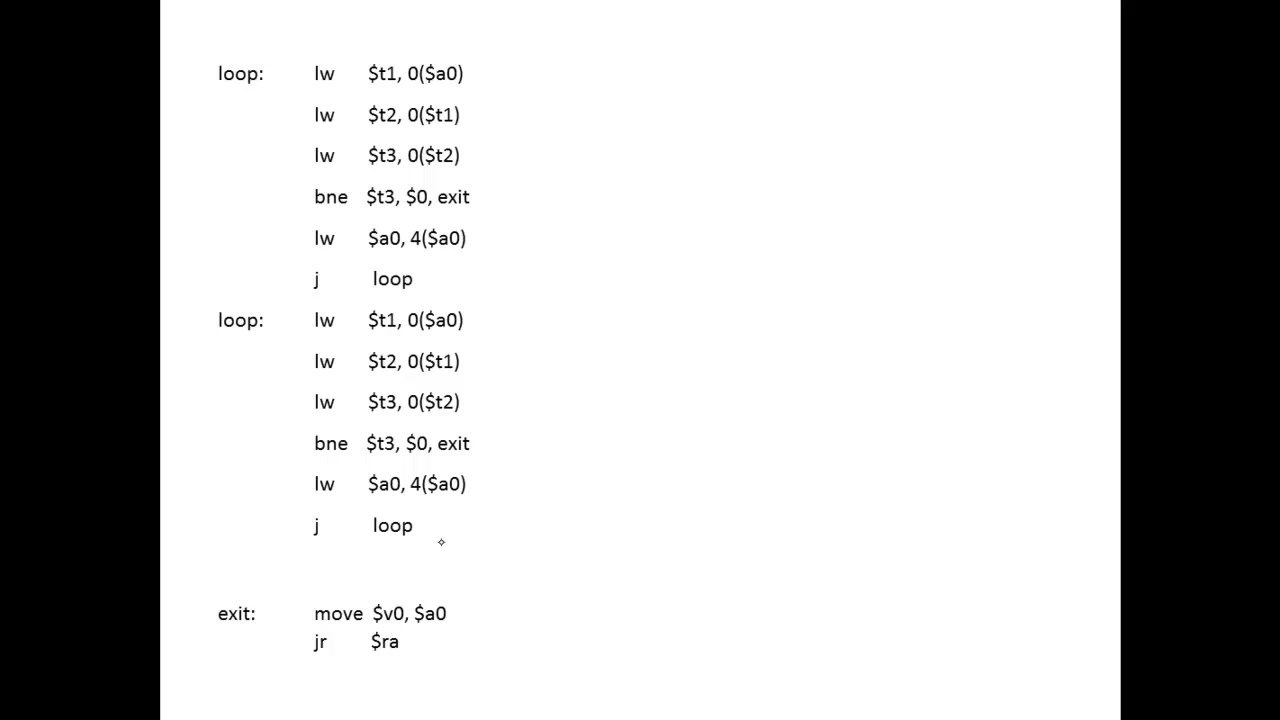 loop: lw $t1, 0($a0)
lw $t2, 0($t1)
lw $t3, 0($t2)
bne $t3, $0, exit
lw $a0, 4($a0)
j loop
loop: lw $t1, 0($a0)
lw $t2, 0($t1)
lw $t3, 0($t2)
bne $t3, $0, exit
lw $a0, 4($a0)
j loop
exit: move $v0, $a0
jr $ra